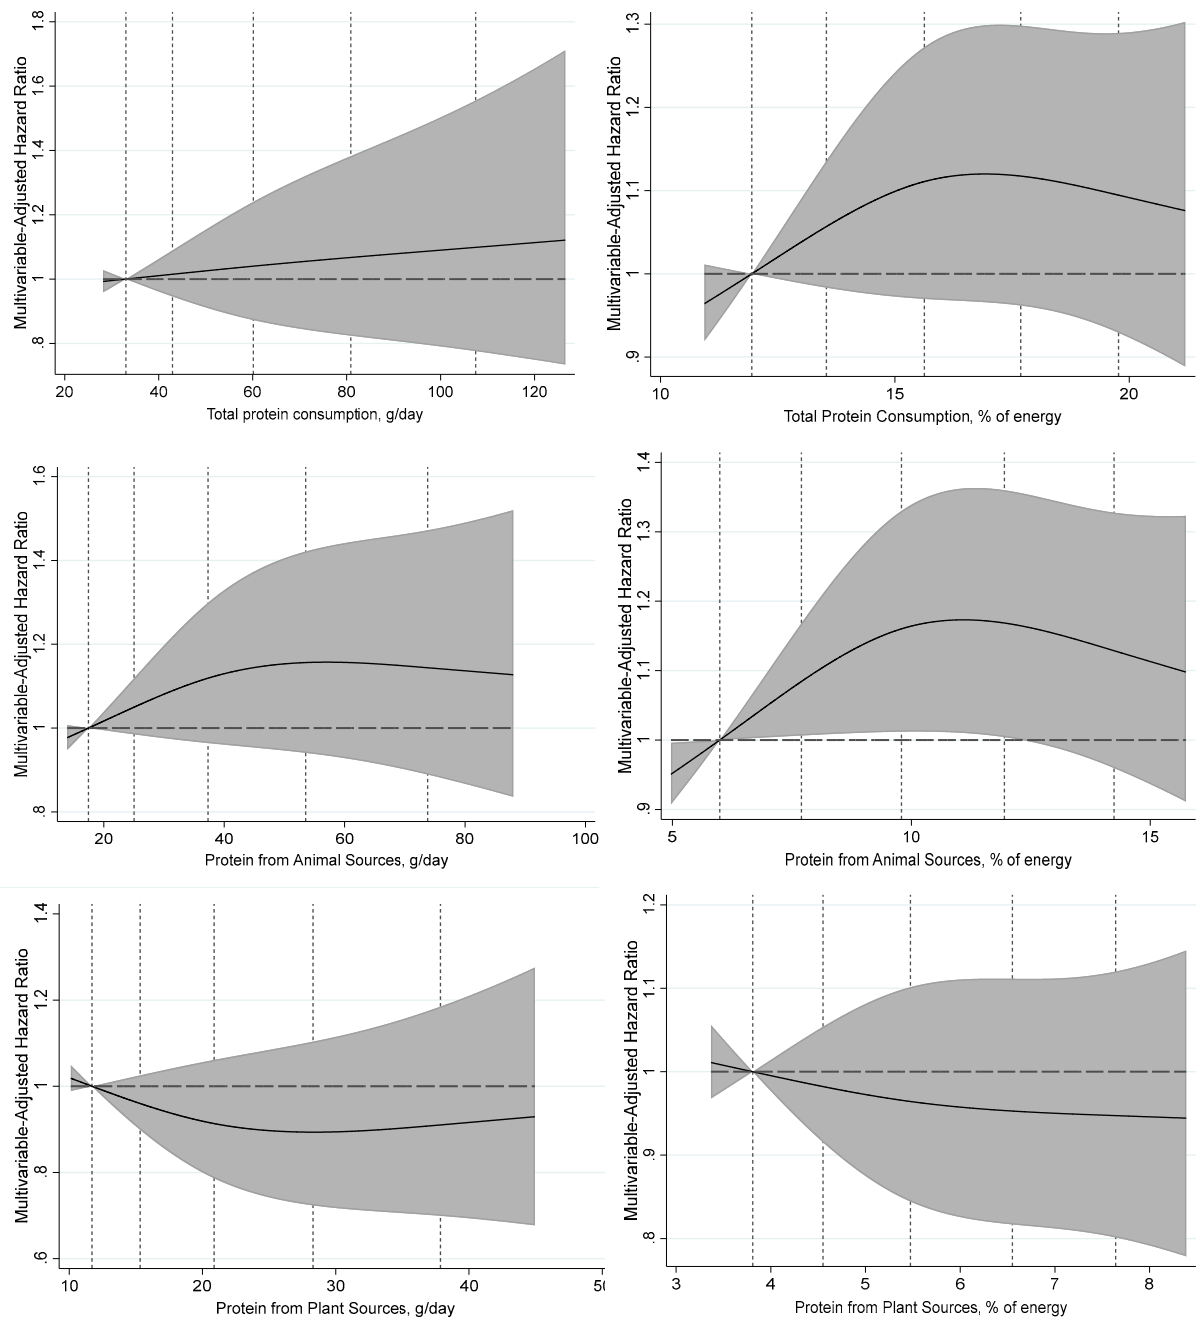 Multivariable-Adjusted Hazard Ratio
1.8
1.6
1.4
1.2
1
.8
20 40 60 80 100 120
Total protein consumption, g/day
Multivariable-Adjusted Hazard Ratio
1.3
1.2
1.1
1
.9
10 15 20
Total Protein Consumption, % of energy
Multivariable-Adjusted Hazard Ratio
1.6
1.4
1.2
1
.8
20 40 60 80 100
Protein from Animal Sources, g/day
Multivariable-Adjusted Hazard Ratio
1.4
1.3
1.2
1.1
1
.9
5 10 15
Protein from Animal Sources, % of energy
Multivariable-Adjusted Hazard Ratio
1.4
1.2
1
.8
.6
10 20 30 40 50
Protein from Plant Sources, g/day
Multivariable-Adjusted Hazard Ratio
1.2
1.1
1
.9
.8
3 4 5 6 7 8
Protein from Plant Sources, % of energy